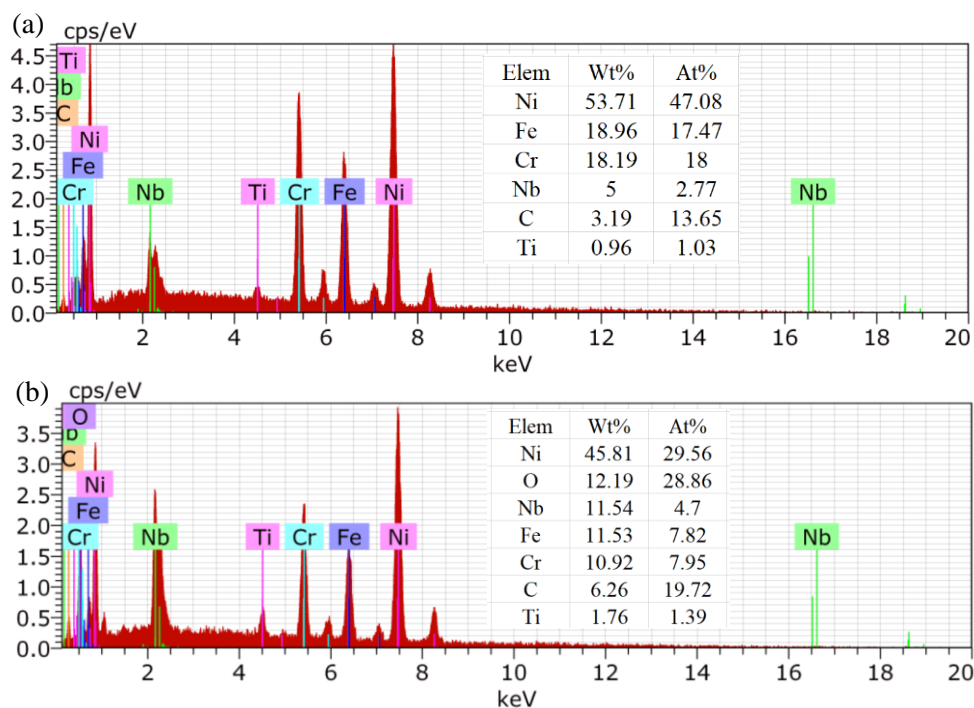 (a)
cps/eV
4.5
4.0
3.5
3.0
2.5
2.0
1.5
1.0
0.5
0.0
Ti
b
C
Ni
Fe
Cr
Nb
Ti
Cr
Fe
Ni
Nb
Elem Wt% At%
Ni 53.71 47.08
Fe 18.96 17.47
Cr 18.19 18
Nb 5 2.77
C 3.19 13.65
Ti 0.96 1.03
2 4 6 8 10 12 14 16 18 20
keV
(b)
cps/eV
3.5
3.0
2.5
2.0
1.5
1.0
0.5
0.0
O
b
C
Ni
Fe
Cr
Nb
Ti
Cr
Fe
Ni
Nb
Elem Wt% At%
Ni 45.81 29.56
O 12.19 28.86
Nb 11.54 4.7
Fe 11.53 7.82
Cr 10.92 7.95
C 6.26 19.72
Ti 1.76 1.39
2 4 6 8 10 12 14 16 18 20
keV